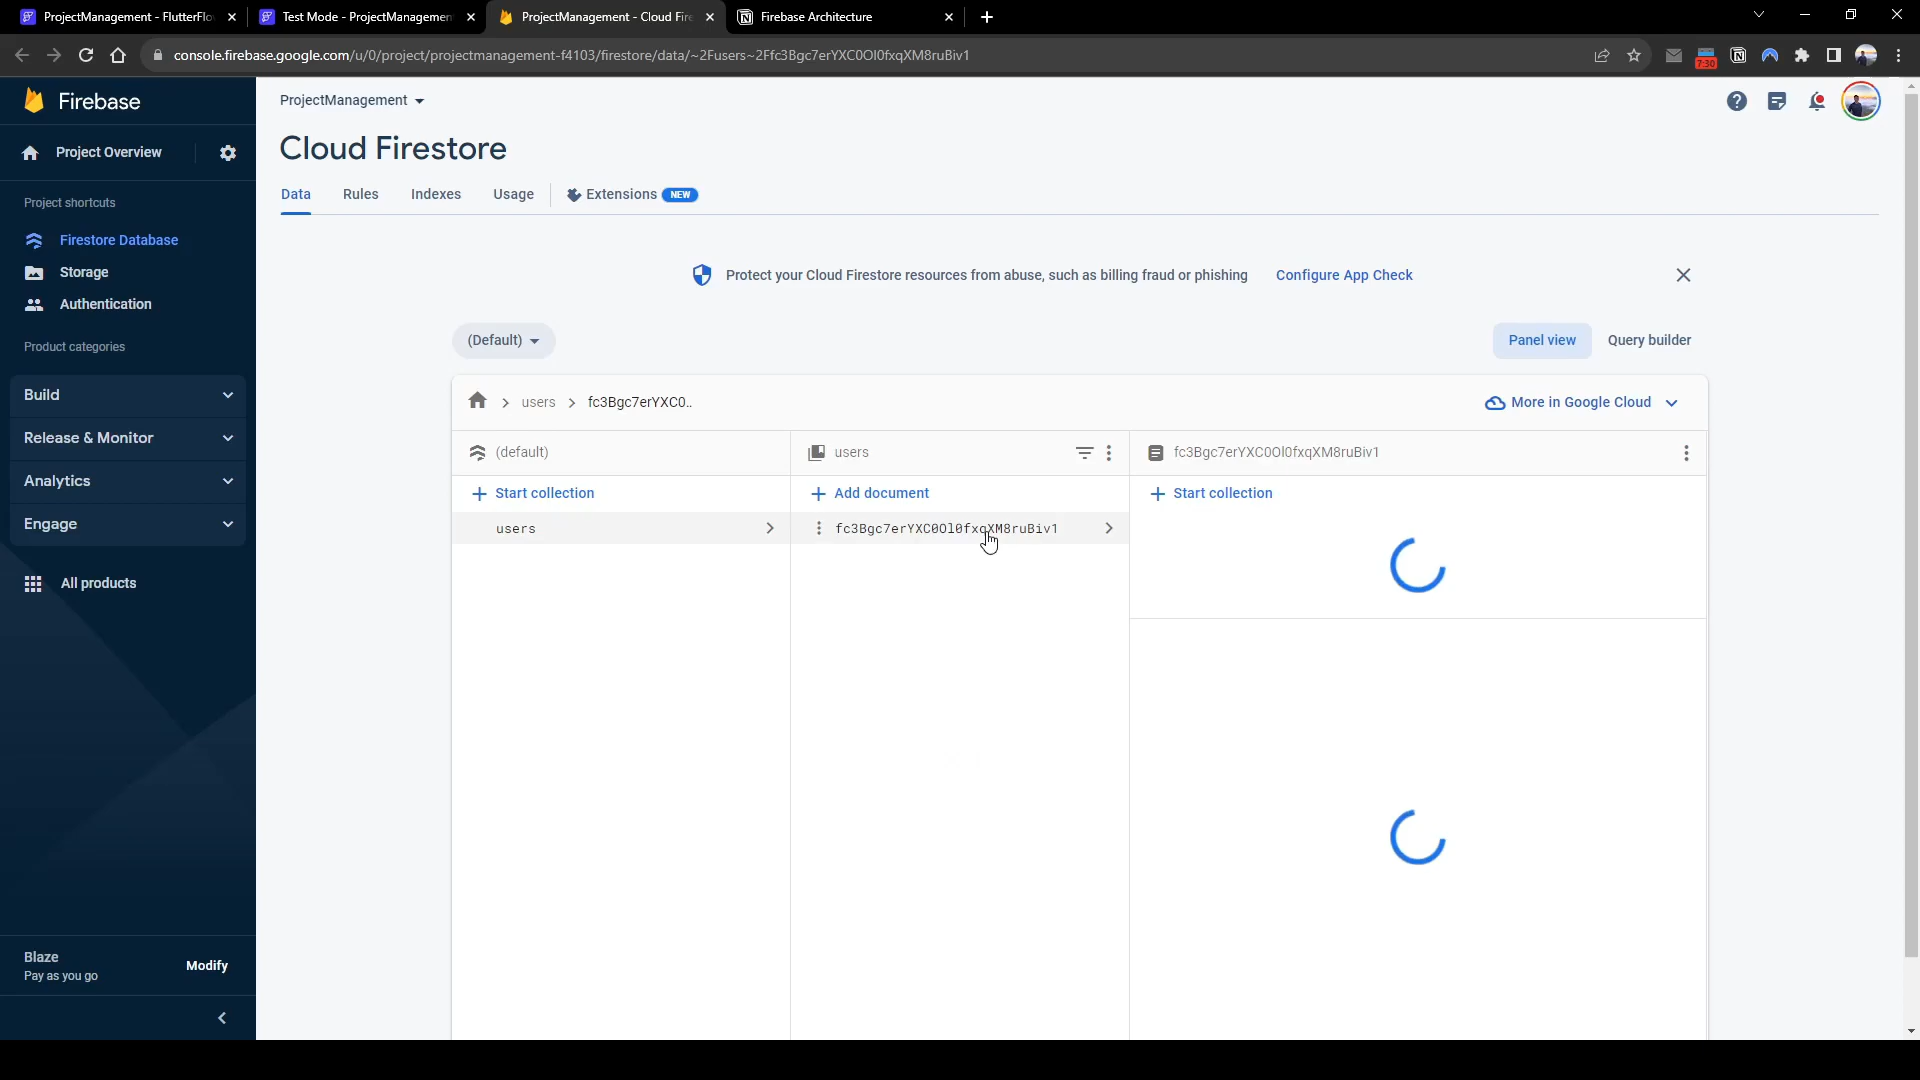 ProjectManagement - FlutterFlo
Test Mode - ProjectManagement
ProjectManagement - Cloud Fire
Firebase Architecture
console.firebase.google.com/u/0/project/projectmanagement-f4103/firestore/data/~2Fusers~2Ffc3Bgc7erYXC0Ol0fxqXM8ruBiv1
7:30
Firebase
ProjectManagement
Project Overview
Cloud Firestore
Data
Rules
Indexes
Usage
Extensions
NEW
Project shortcuts
Firestore Database
Storage
Authentication
Product categories
Build
Release & Monitor
Analytics
Engage
All products
Protect your Cloud Firestore resources from abuse, such as billing fraud or phishing
Configure App Check
(Default)
Panel view
Query builder
users
fc3Bgc7erYXC0..
More in Google Cloud
(default)
users
fc3Bgc7erYXC0Ol0fxqXM8ruBiv1
Start collection
Add document
Start collection
users
fc3Bgc7erYXC0Ol0fxqXM8ruBiv1
Blaze
Pay as you go
Modify